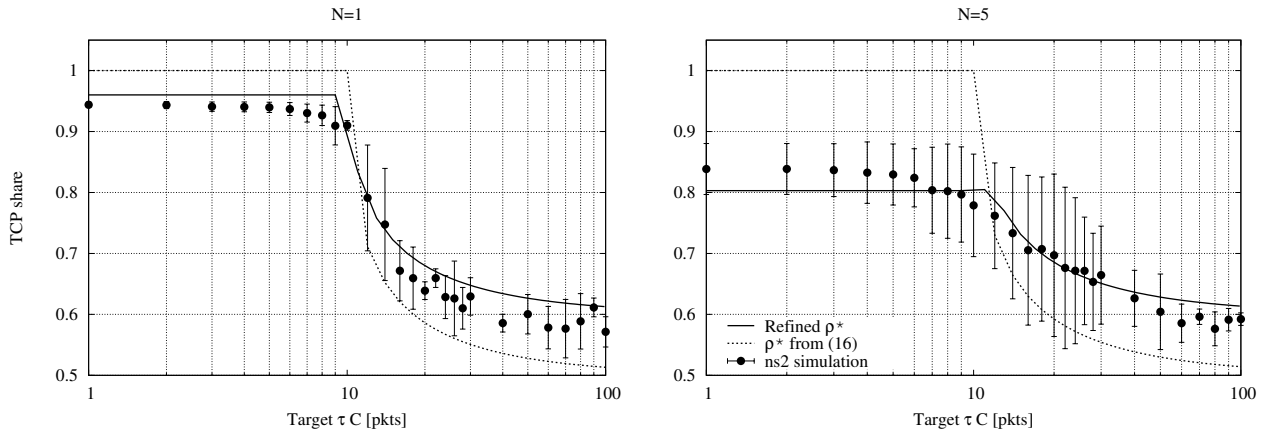 N=1
TCP share
1
0.9
0.8
0.7
0.6
0.5
1
10
100
Target τ C [pkts]
N=5
1
0.9
0.8
0.7
0.6
0.5
Refined ρ*
ρ* from (16)
ns2 simulation
1
10
100
Target τ C [pkts]